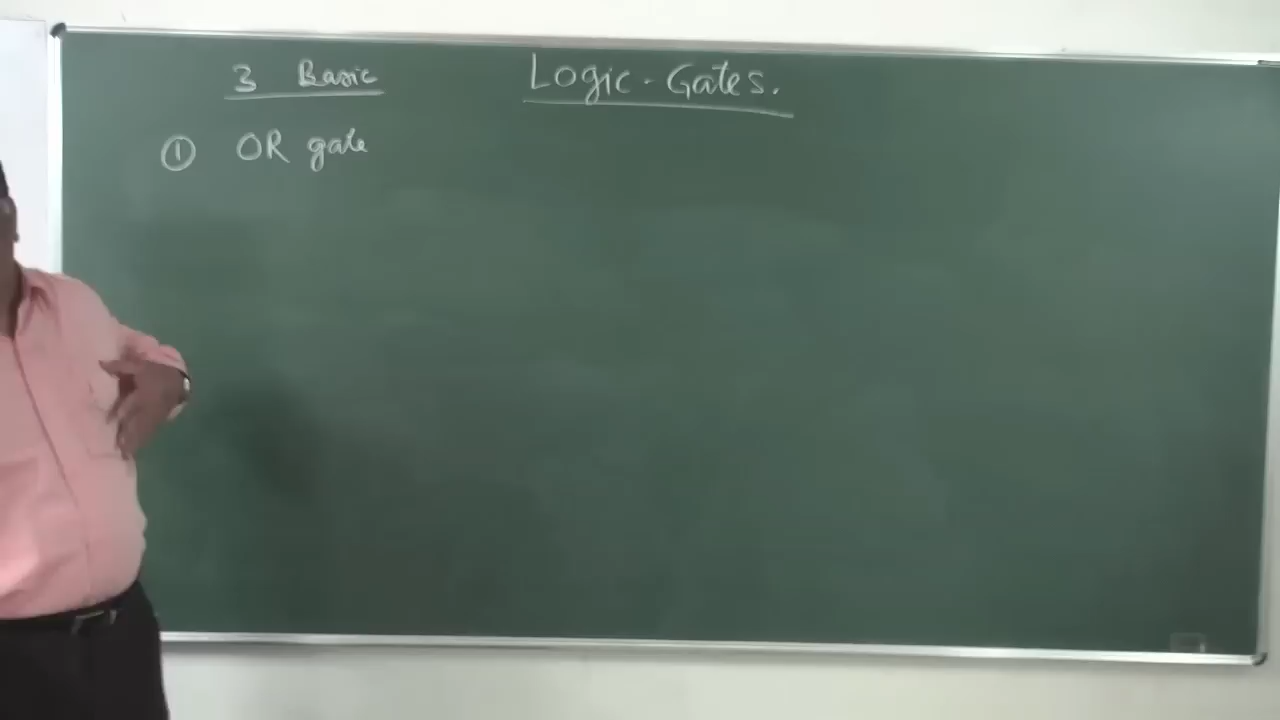 3 Basic
Logic - Gates.
① OR gate